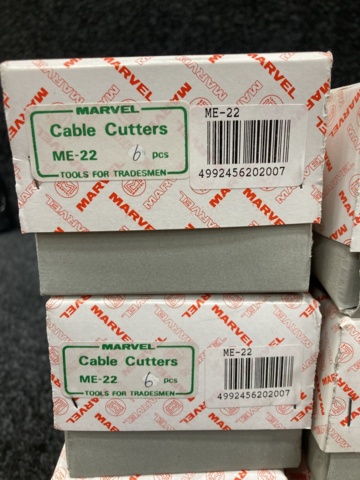 MARVEL
Cable Cutters
ME-22 6 pcs
TOOLS FOR TRADESMEN
ME-22
4992456202007
MARVEL
Cable Cutters
ME-22 6 pcs
TOOLS FOR TRADESMEN
ME-22
4992456202007